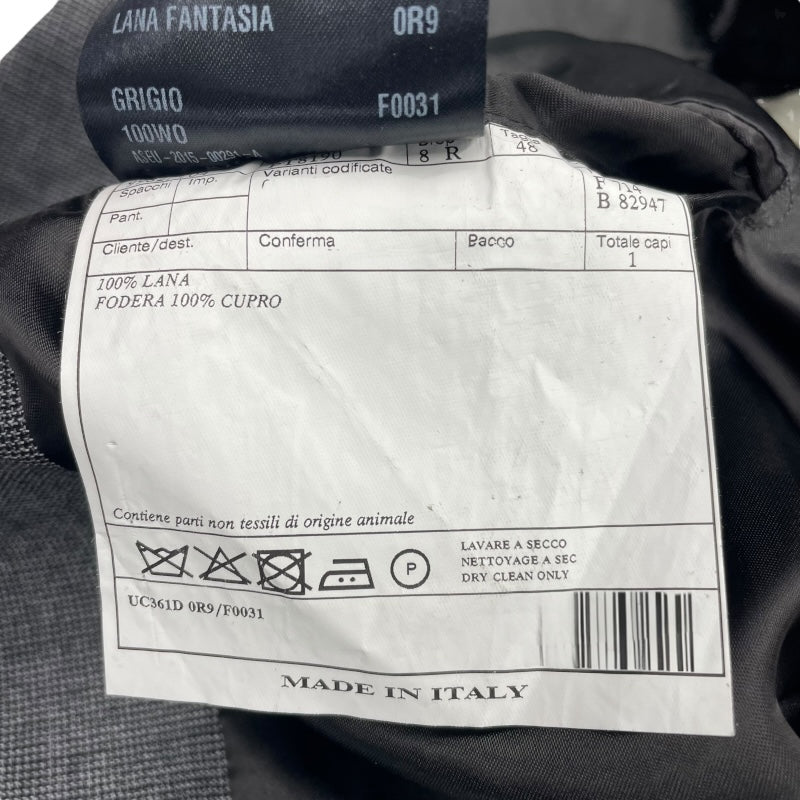 LANA FANTASIA 0R9
GRIGIO F0031
100WO
8 R 48
Spacchi Imp. Varianti codificate
Pant. B 82947
Cliente/dest. Conferma Pacco Totale capi
1
100% LANA
FODERA 100% CUPRO
Contiene parti non tessili di origine animale
P
LAVARE A SECCO
NETTOYAGE A SEC
DRY CLEAN ONLY
UC361D 0R9/F0031
MADE IN ITALY